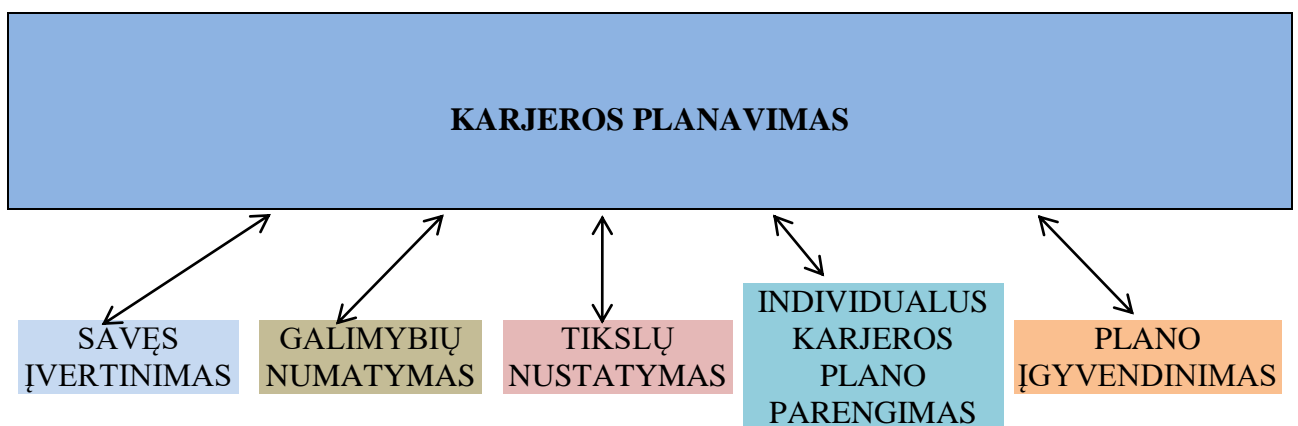 KARJEROS PLANAVIMAS
SAVĘS
ĮVERTINIMAS
GALIMYBIŲ
NUMATYMAS
TIKSLŲ
NUSTATYMAS
INDIVIDUALUS
KARJEROS
PLANO
PARENGIMAS
PLANO
ĮGYVENDINIMAS